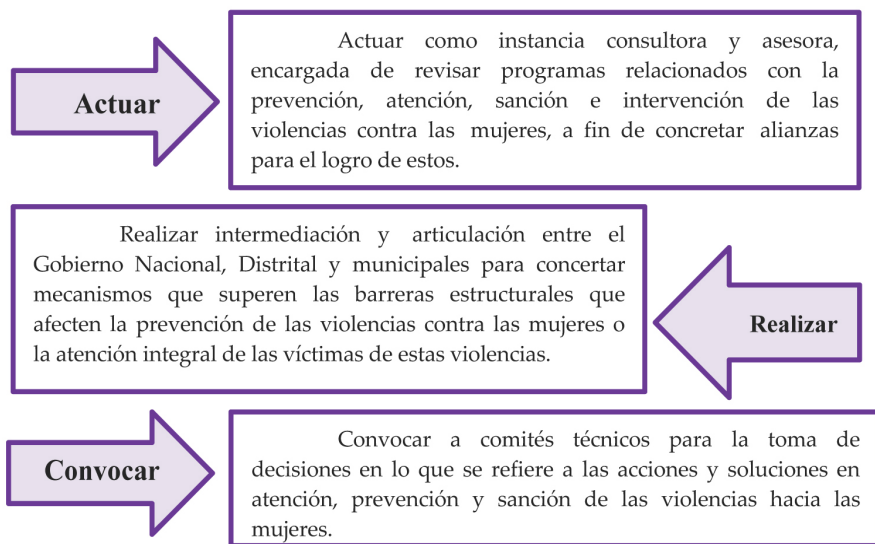 Actuar
Actuar como instancia consultora y asesora,
encargada de revisar programas relacionados con la
prevención, atención, sanción e intervención de las
violencias contra las mujeres, a fin de concretar alianzas
para el logro de estos.
Realizar intermediación y articulación entre el
Gobierno Nacional, Distrital y municipales para concertar
mecanismos que superen las barreras estructurales que
afecten la prevención de las violencias contra las mujeres o
la atención integral de las víctimas de estas violencias.
Realizar
Convocar
Convocar a comités técnicos para la toma de
decisiones en lo que se refiere a las acciones y soluciones en
atención, prevención y sanción de las violencias hacia las
mujeres.